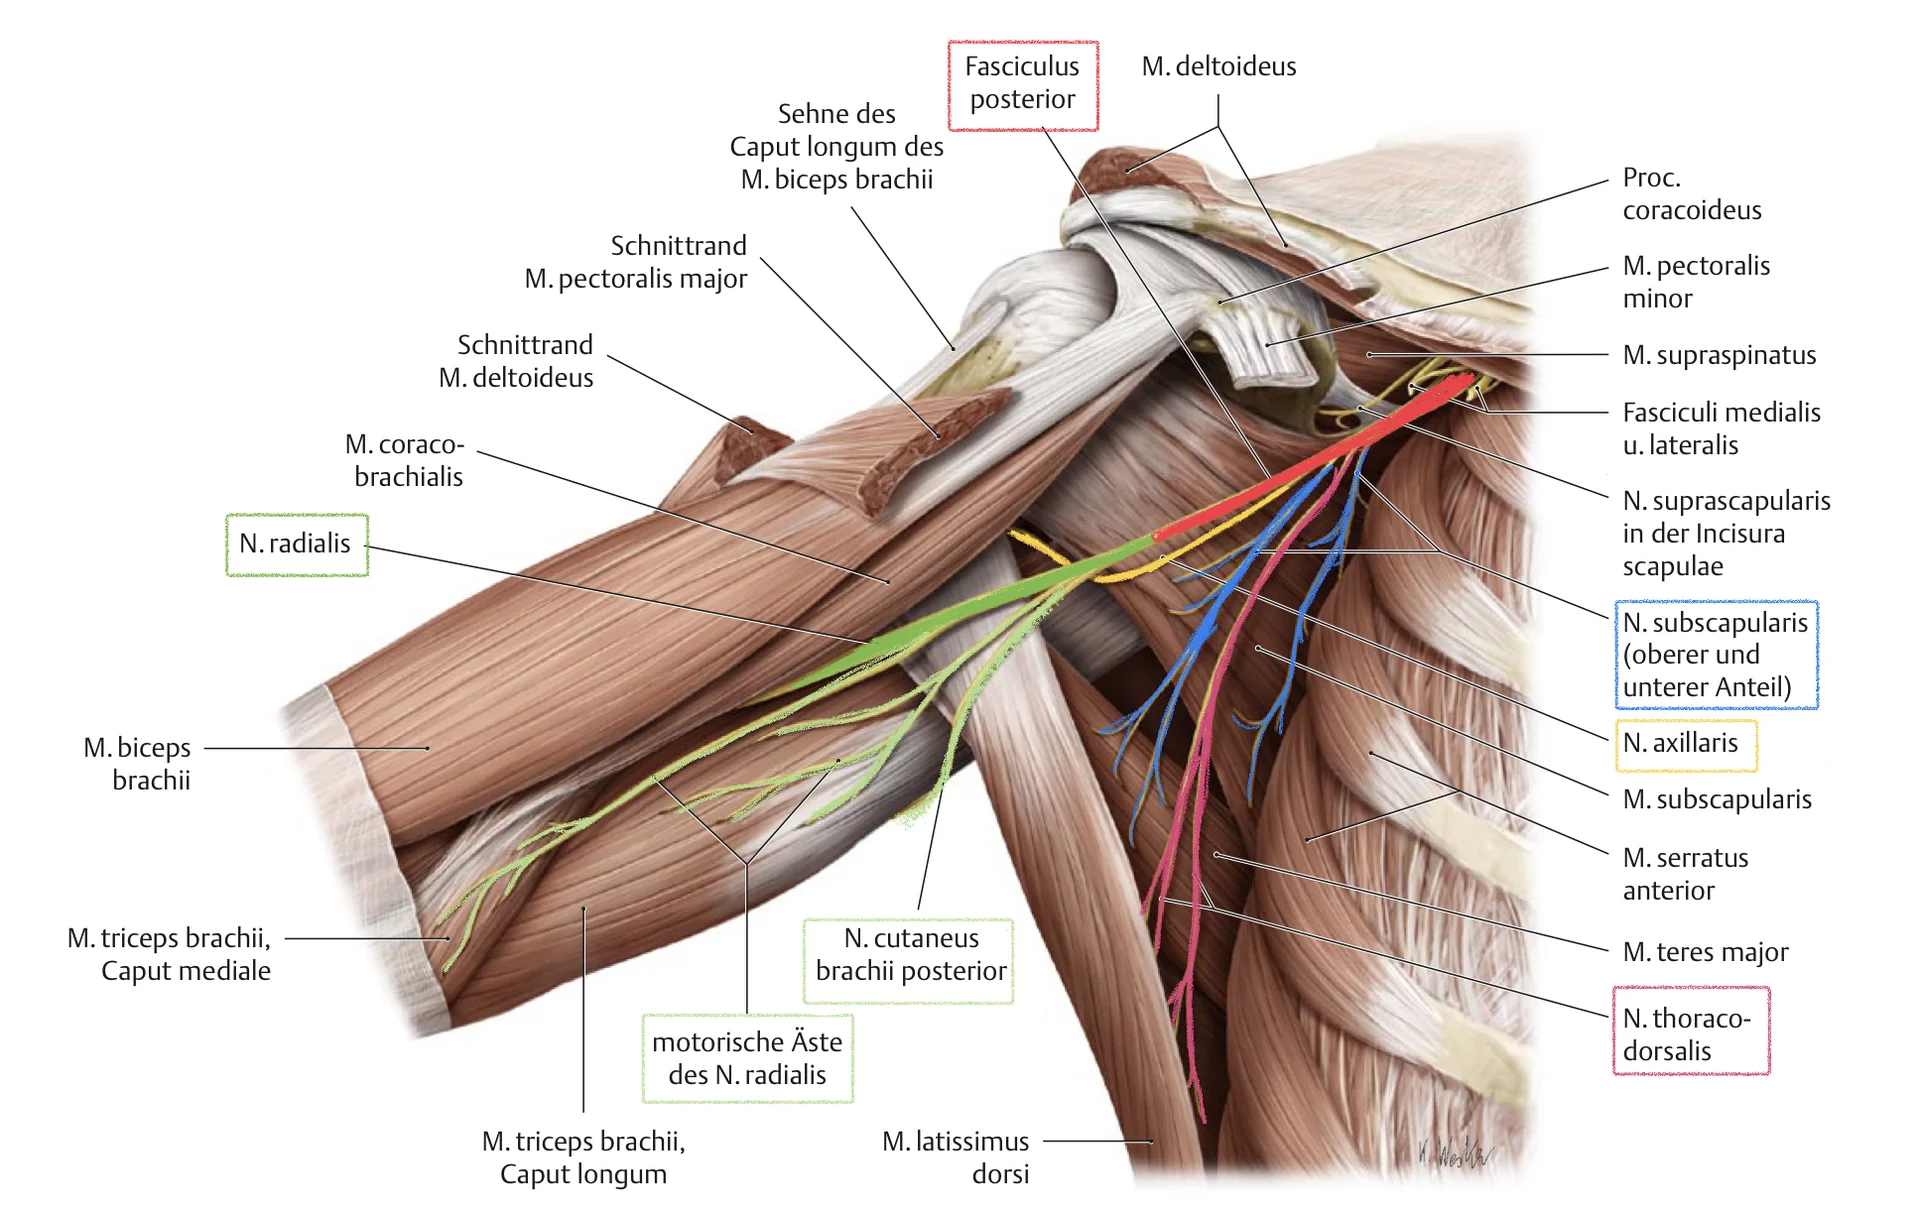 Fasciculus
posterior
M. deltoideus
Sehne des
Caput longum des
M. biceps brachii
Schnittrand
M. pectoralis major
Schnittrand
M. deltoideus
M. coraco-
brachialis
N. radialis
M. biceps
brachii
M. triceps brachii,
Caput mediale
motorische Äste
des N. radialis
N. cutaneus
brachii posterior
M. triceps brachii,
Caput longum
M. latissimus
dorsi
Proc.
coracoideus
M. pectoralis
minor
M. supraspinatus
Fasciculi medialis
u. lateralis
N. suprascapularis
in der Incisura
scapulae
N. subscapularis
(oberer und
unterer Anteil)
N. axillaris
M. subscapularis
M. serratus
anterior
M. teres major
N. thoraco-
dorsalis